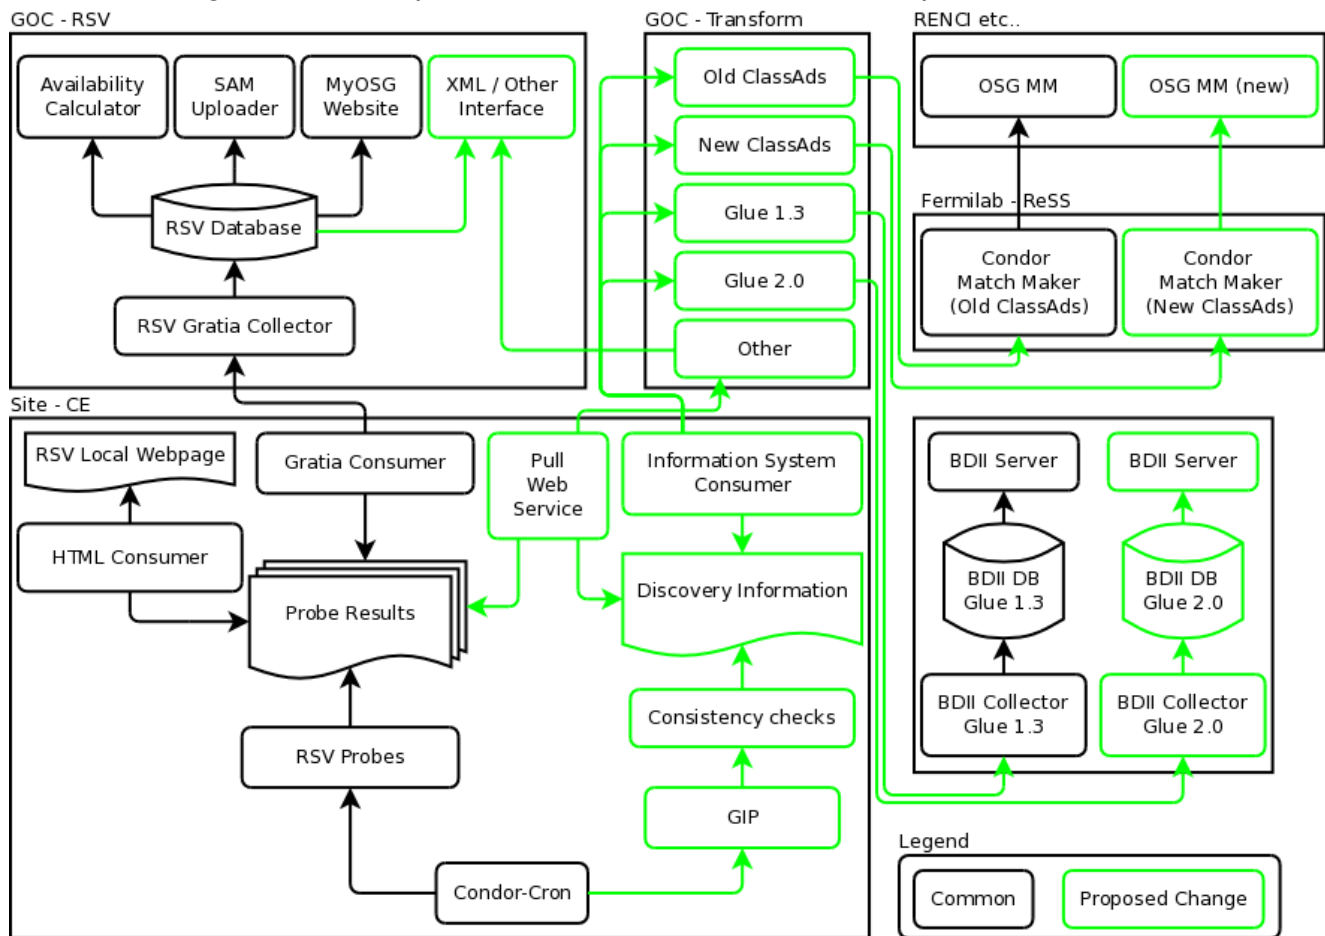 GOC - RSV
Availability
Calculator
SAM
Uploader
MyOSG
Website
XML / Other
Interface
RSV Database
RSV Gratia Collector
GOC - Transform
Old ClassAds
New ClassAds
Glue 1.3
Glue 2.0
Other
RENCI etc..
OSG MM
OSG MM (new)
Fermilab - ReSS
Condor
Match Maker
(Old ClassAds)
Condor
Match Maker
(New ClassAds)
Site - CE
RSV Local Webpage
Gratia Consumer
Pull
Web
Service
Information System
Consumer
HTML Consumer
Probe Results
Discovery Information
Consistency checks
RSV Probes
GIP
Condor-Cron
BDII Server
BDII Server
BDII DB
Glue 1.3
BDII DB
Glue 2.0
BDII Collector
Glue 1.3
BDII Collector
Glue 2.0
Legend
Common
Proposed Change